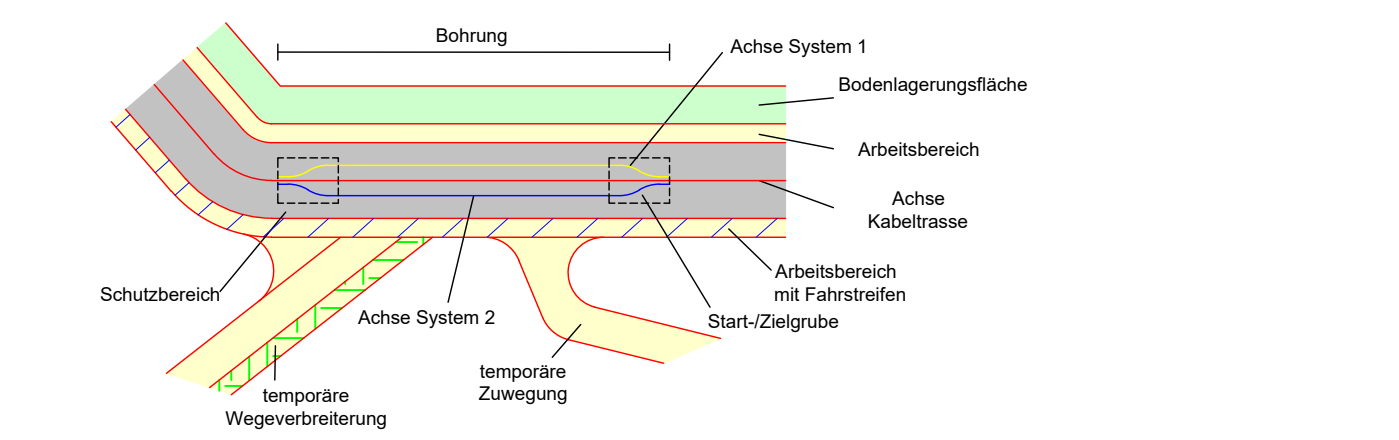 Bohrung
Achse System 1
Bodenlagerungsfläche
Arbeitsbereich
Achse
Kabeltrasse
Arbeitsbereich
mit Fahrstreifen
Schutzbereich
Achse System 2
Start-/Zielgrube
temporäre
Zuwegung
temporäre
Wegeverbreiterung